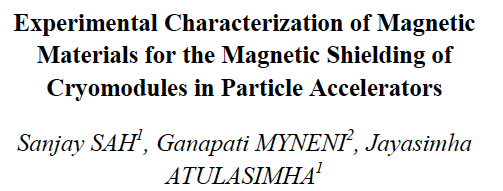 Experimental Characterization of Magnetic
Materials for the Magnetic Shielding of
Cryomodules in Particle Accelerators
Sanjay SAH¹, Ganapati MYNENI², Jayasimha
ATULASIMHA¹